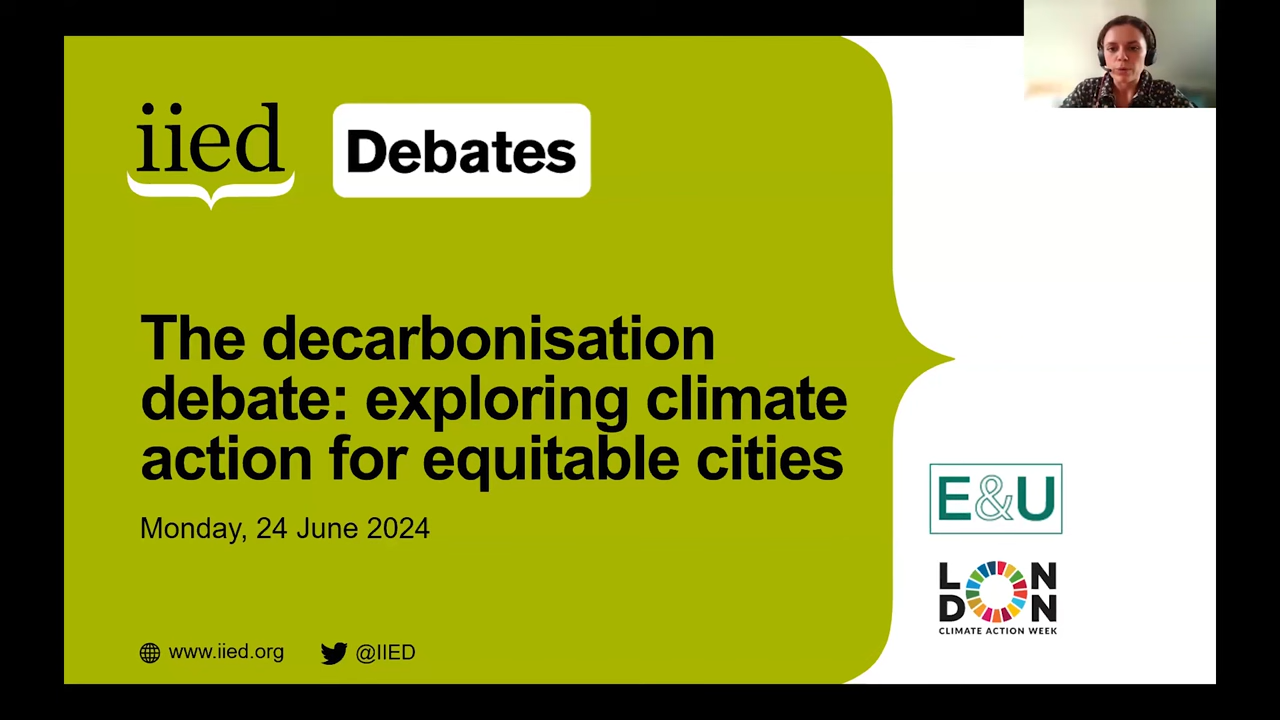 iied
Debates
The decarbonisation
debate: exploring climate
action for equitable cities
Monday, 24 June 2024
www.iied.org
@IIED
E&U
LONDON
CLIMATE ACTION WEEK